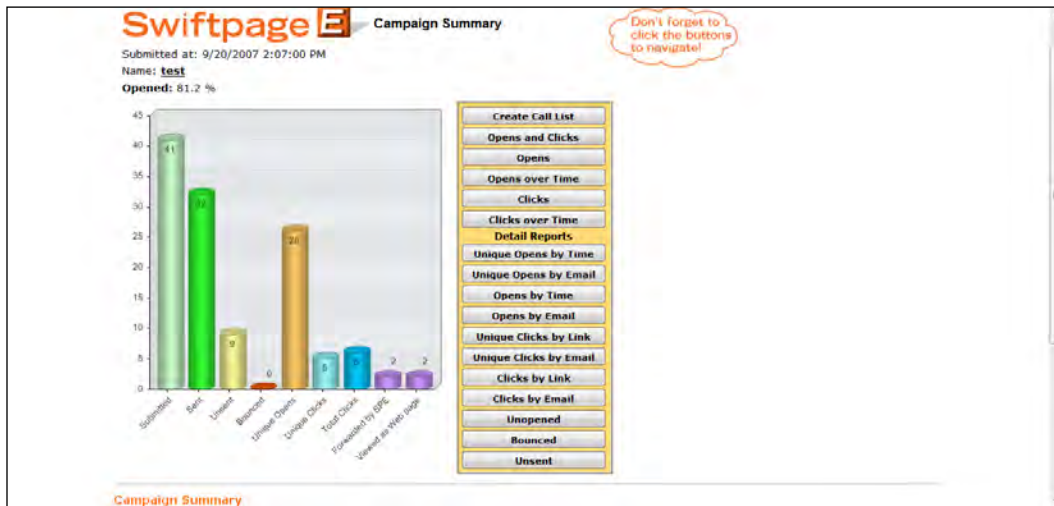 Swiftpage E Campaign Summary
Don't forget to
click the buttons
to navigate!
Submitted at: 9/20/2007 2:07:00 PM
Name: test
Opened: 81.2 %
45
40
35
30
25
20
15
10
5
0
41
32
9
0
26
5
2
2
Submitted
Sent
Unsent
Bounced
Unique Opens
Unique Clicks
Total Clicks
Forwarded by SPE
Viewed as Web page
Create Call List
Opens and Clicks
Opens
Opens over Time
Clicks
Clicks over Time
Detail Reports
Unique Opens by Time
Unique Opens by Email
Opens by Time
Opens by Email
Unique Clicks by Link
Unique Clicks by Email
Clicks by Link
Clicks by Email
Unopened
Bounced
Unsent
Campaign Summary